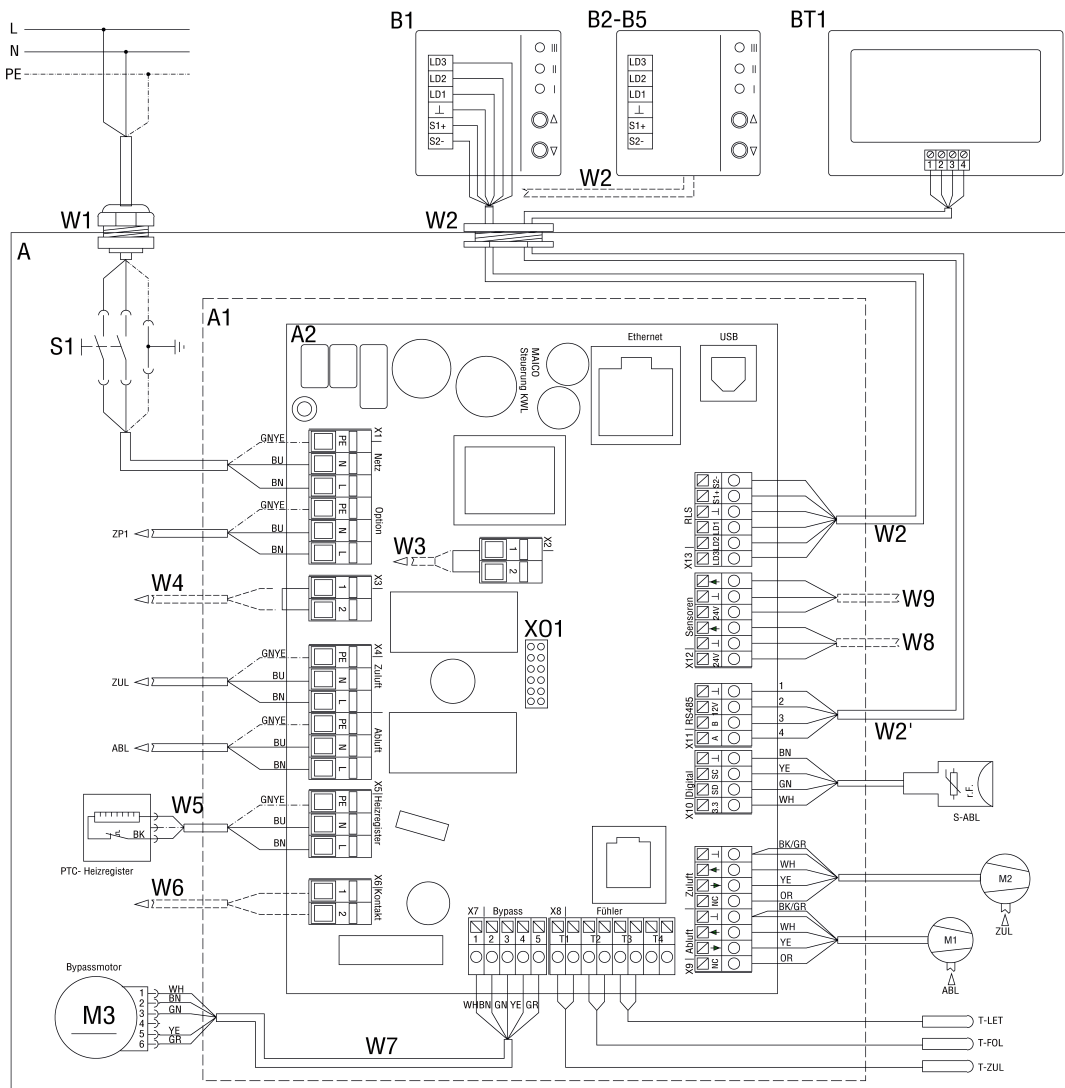 L
N
PE
B1
LD3
LD2
LD1
⊥
S1+
S2-
III
II
I
△
▽
B2-B5
LD3
LD2
LD1
⊥
S1+
S2-
III
II
I
△
▽
BT1
1 2 3 4
W2
W1
W2
A
A1
A2
S1
MAICO
Steuerung KWL
Ethernet
USB
GNYE
BU
BN
PE
N
L
X1
Netz
GNYE
BU
BN
PE
N
L
Option
ZP1
W3
X2
1
2
W4
X3
1
2
X01
ZUL
GNYE
BU
BN
PE
N
L
X4
Zuluft
ABL
GNYE
BU
BN
PE
N
L
Abluft
W5
BK
PTC- Heizregister
GNYE
BU
BN
PE
N
L
X5 Heizregister
W6
1
2
X6 Kontakt
X13 RLS
S2-
S1+
⊥
LD1
LD2
LD3
W2
X12 Sensoren
⊥
24V
⊥
24V
W9
W8
X11 RS485
⊥
12V
B
A
1
2
3
4
W2'
X10 Digital
⊥
SC
SD
3.3
BN
YE
GN
WH
r.F.
S-ABL
Zuluft
⊥
NC
BK/GR
WH
YE
OR
M2
ZUL
X9 Abluft
⊥
NC
BK/GR
WH
YE
OR
M1
ABL
X7 Bypass
1 2 3 4 5
WH BN GN YE GR
X8 Fühler
T1 T2 T3 T4
Bypassmotor
M3
1
2
3
4
5
6
WH
BN
GN
YE
GR
W7
T-LET
T-FOL
T-ZUL